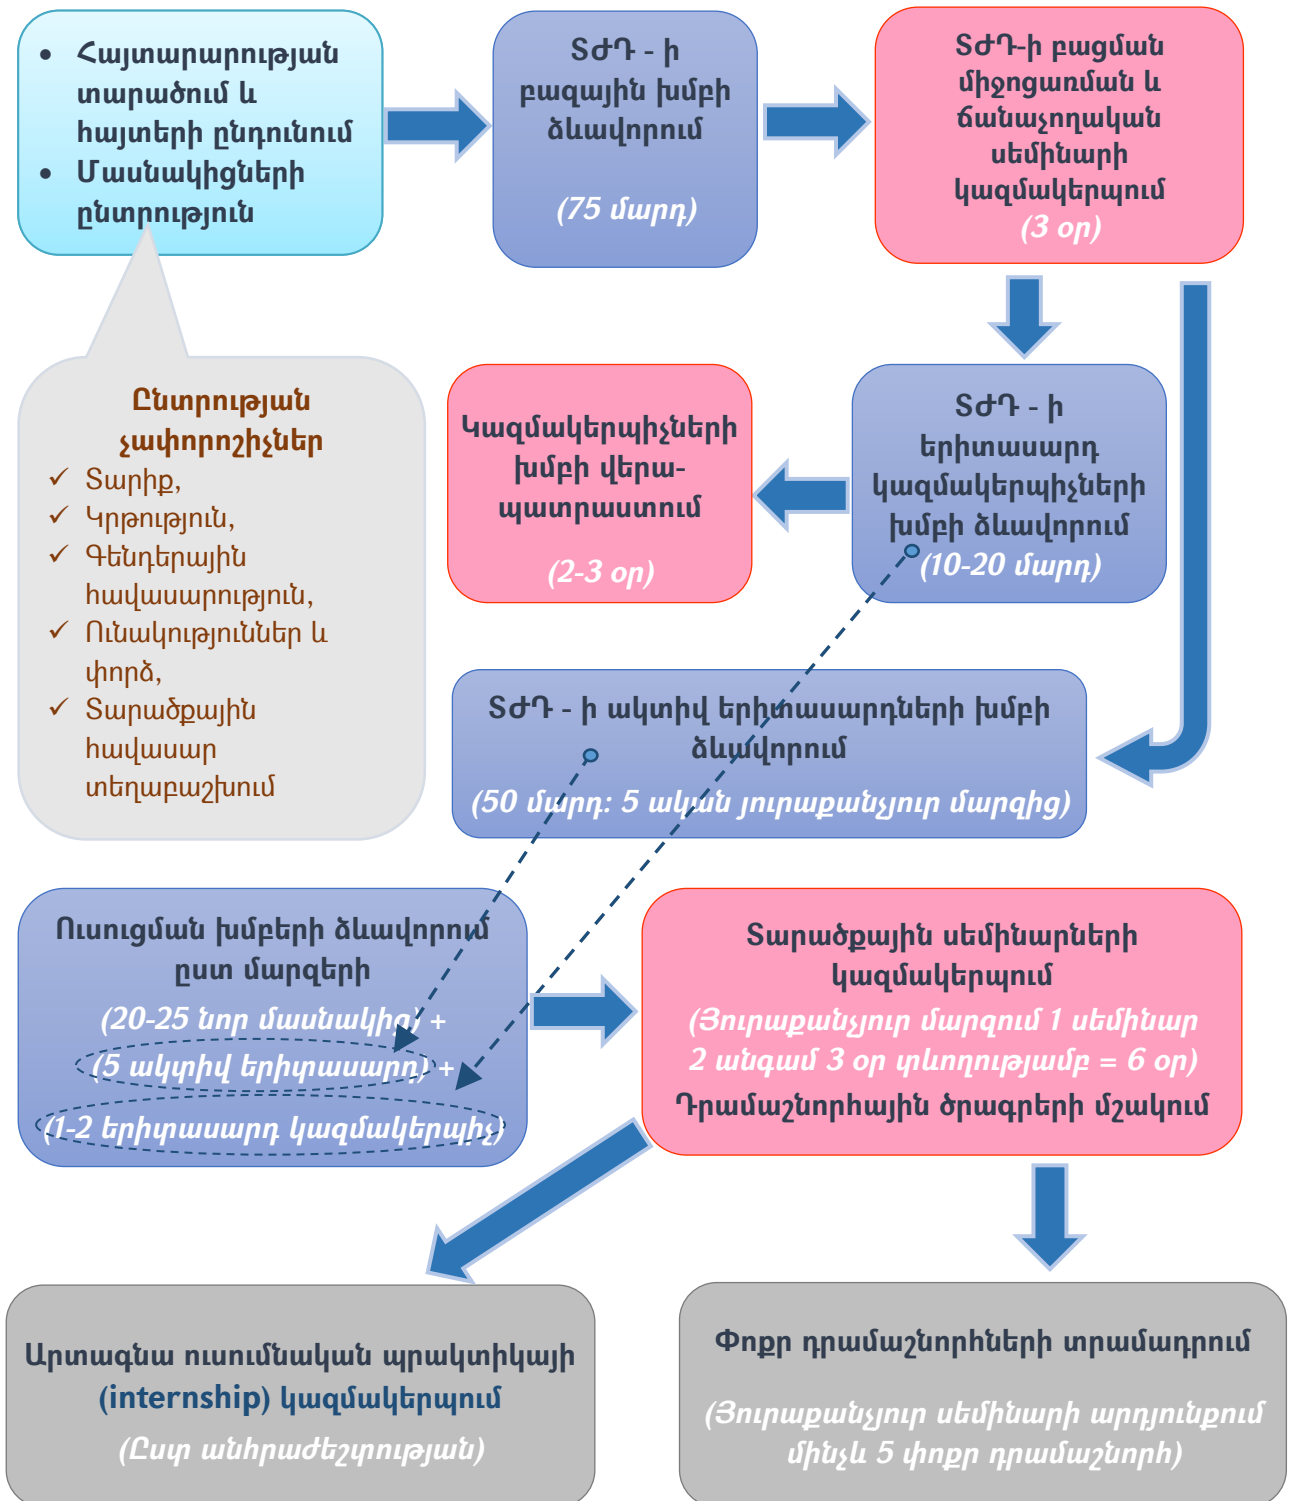 • Հայտարարության
տարածում և
հայտերի ընդունում
• Մասնակիցների
ընտրություն
ՏԺԴ - ի
բազային խմբի
ձևավորում
(75 մարդ)
ՏԺԴ-ի բացման
միջոցառման և
ճանաչողական
սեմինարի
կազմակերպում
(3 օր)
Ընտրության
չափորոշիչներ
✓ Տարիք,
✓ Կրթություն,
✓ Գենդերային
հավասարություն,
✓ Ունակություններ և
փորձ,
✓ Տարածքային
հավասար
տեղաբաշխում
Կազմակերպիչների
խմբի վերա-
պատրաստում
(2-3 օր)
ՏԺԴ - ի
երիտասարդ
կազմակերպիչների
խմբի ձևավորում
(10-20 մարդ)
ՏԺԴ - ի ակտիվ երիտասարդների խմբի
ձևավորում
(50 մարդ: 5 ական յուրաքանչյուր մարզից)
Ուսուցման խմբերի ձևավորում
ըստ մարզերի
(20-25 նոր մասնակից) +
(5 ակտիվ երիտասարդ) +
(1-2 երիտասարդ կազմակերպիչ)
Տարածքային սեմինարների
կազմակերպում
(Յուրաքանչյուր մարզում 1 սեմինար
2 անգամ 3 օր տևողությամբ = 6 օր)
Դրամաշնորհային ծրագրերի մշակում
Արտագնա ուսումնական պրակտիկայի
(internship) կազմակերպում
(Ըստ անհրաժեշտության)
Փոքր դրամաշնորհների տրամադրում
(Յուրաքանչյուր սեմինարի արդյունքում
մինչև 5 փոքր դրամաշնորհ)